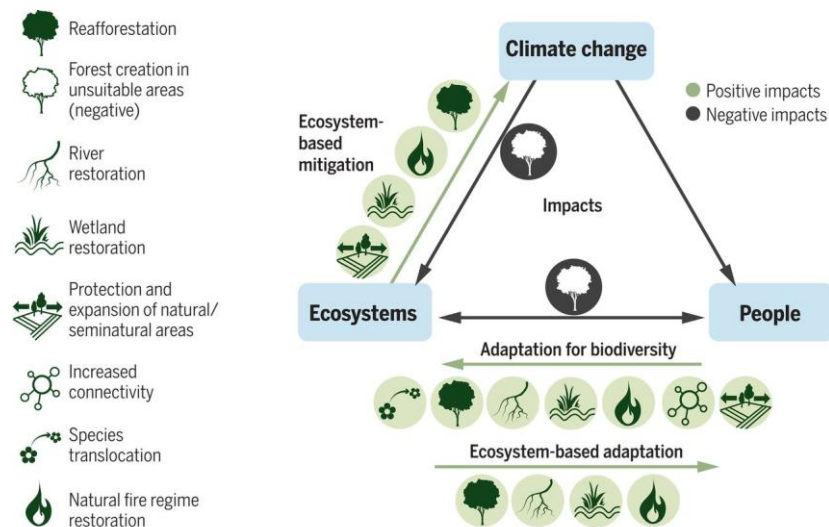 Reafforestation
Forest creation in
unsuitable areas
(negative)
River
restoration
Wetland
restoration
Protection and
expansion of natural/
seminatural areas
Increased
connectivity
Species
translocation
Natural fire regime
restoration
Climate change
Positive impacts
Negative impacts
Ecosystem-
based
mitigation
Impacts
Ecosystems
People
Adaptation for biodiversity
Ecosystem-based adaptation